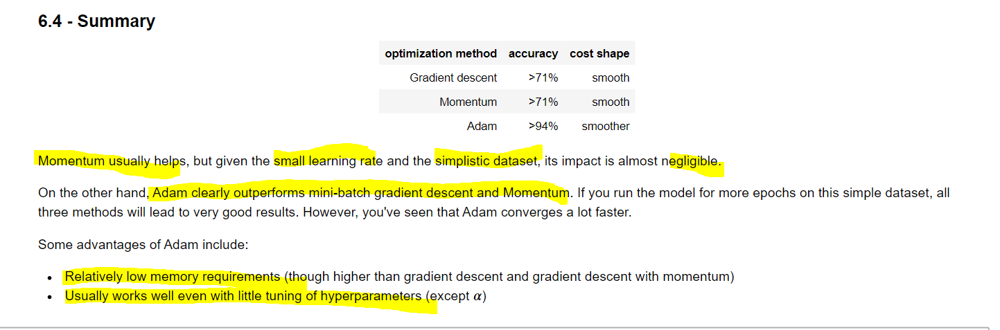 6.4 - Summary
optimization method accuracy cost shape
Gradient descent >71% smooth
Momentum >71% smooth
Adam >94% smoother
Momentum usually helps, but given the small learning rate and the simplistic dataset, its impact is almost negligible.
On the other hand, Adam clearly outperforms mini-batch gradient descent and Momentum. If you run the model for more epochs on this simple dataset, all
three methods will lead to very good results. However, you've seen that Adam converges a lot faster.
Some advantages of Adam include:
• Relatively low memory requirements (though higher than gradient descent and gradient descent with momentum)
• Usually works well even with little tuning of hyperparameters (except α)